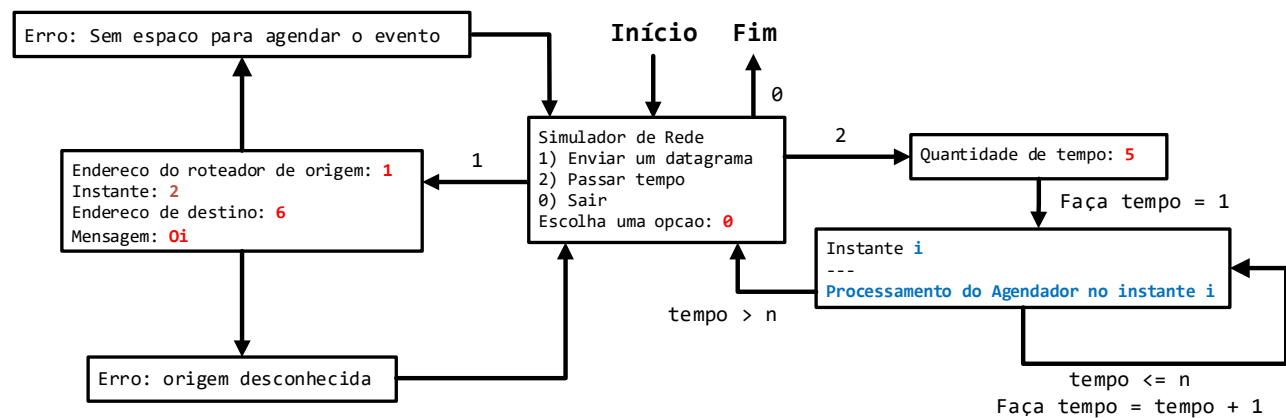 Erro: Sem espaco para agendar o evento
Início Fim
0
Simulador de Rede
1) Enviar um datagrama
2) Passar tempo
0) Sair
Escolha uma opcao: 0
1
2
Endereco do roteador de origem: 1
Instante: 2
Endereco de destino: 6
Mensagem: Oi
Quantidade de tempo: 5
Faça tempo = 1
Instante i
---
Processamento do Agendador no instante i
tempo > n
Erro: origem desconhecida
tempo <= n
Faça tempo = tempo + 1